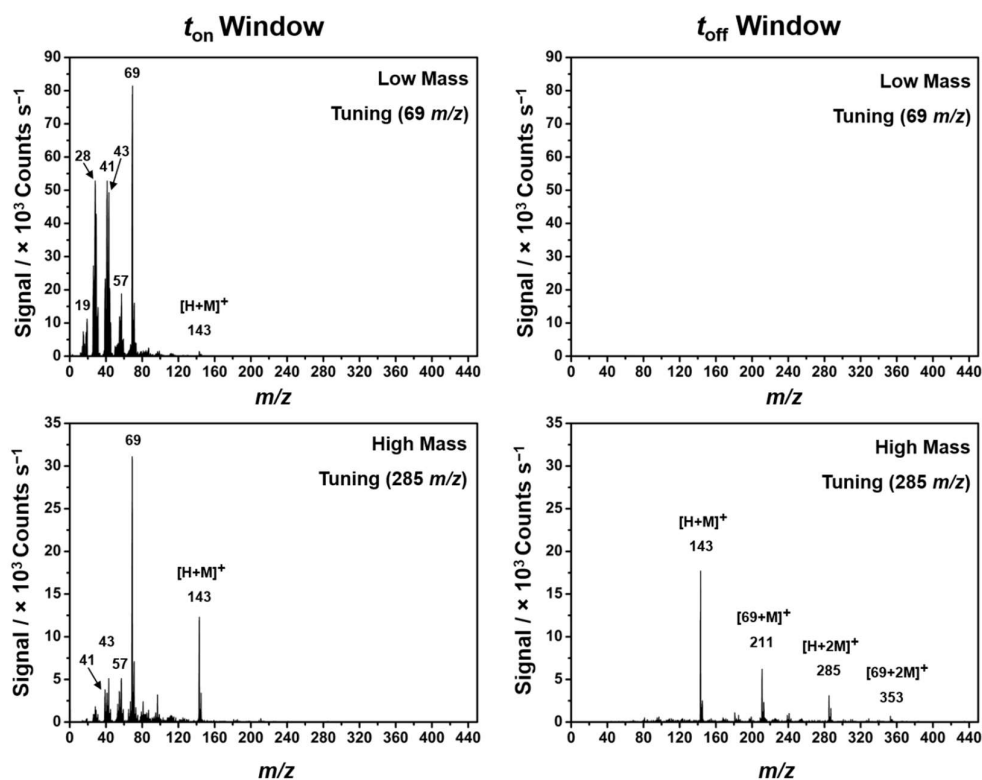 t_on Window
t_off Window
Low Mass
Tuning (69 m/z)
Signal / × 10³ Counts s⁻¹
90
80
70
60
50
40
30
20
10
0
69
28
41
43
57
19
[H+M]⁺
143
0 40 80 120 160 200 240 280 320 360 400 440
m/z
Low Mass
Tuning (69 m/z)
Signal / × 10³ Counts s⁻¹
90
80
70
60
50
40
30
20
10
0
0 40 80 120 160 200 240 280 320 360 400 440
m/z
High Mass
Tuning (285 m/z)
Signal / × 10³ Counts s⁻¹
35
30
25
20
15
10
5
0
69
[H+M]⁺
143
43
41
57
0 40 80 120 160 200 240 280 320 360 400 440
m/z
High Mass
Tuning (285 m/z)
Signal / × 10³ Counts s⁻¹
35
30
25
20
15
10
5
0
[H+M]⁺
143
[69+M]⁺
211
[H+2M]⁺
285
[69+2M]⁺
353
0 40 80 120 160 200 240 280 320 360 400 440
m/z